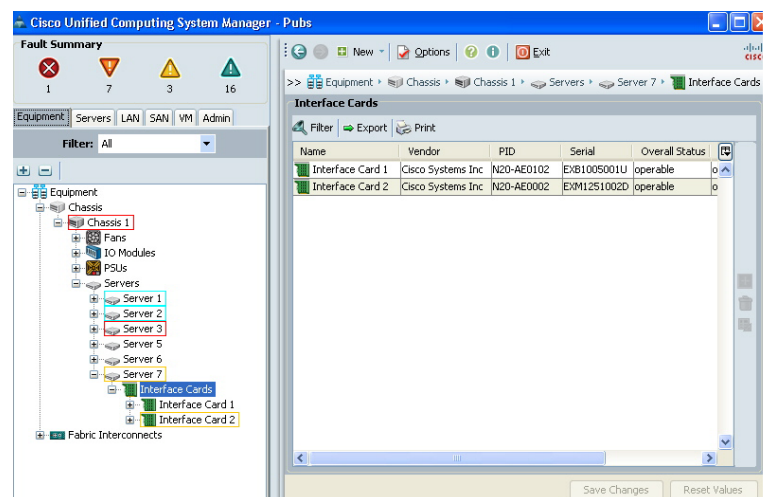 Cisco Unified Computing System Manager - Pubs
Fault Summary
1 7 3 16
New Options ? i Exit
CISCO
>> Equipment Chassis Chassis 1 Servers Server 7 Interface Cards
Equipment Servers LAN SAN VM Admin
Filter: All
Equipment
Chassis
Chassis 1
Fans
IO Modules
PSUs
Servers
Server 1
Server 2
Server 3
Server 5
Server 6
Server 7
Interface Cards
Interface Card 1
Interface Card 2
Fabric Interconnects
Interface Cards
Filter Export Print
Name Vendor PID Serial Overall Status
Interface Card 1 Cisco Systems Inc N20-AE0102 EXB1005001U operable o
Interface Card 2 Cisco Systems Inc N20-AE0002 EXM1251002D operable o
Save Changes Reset Values